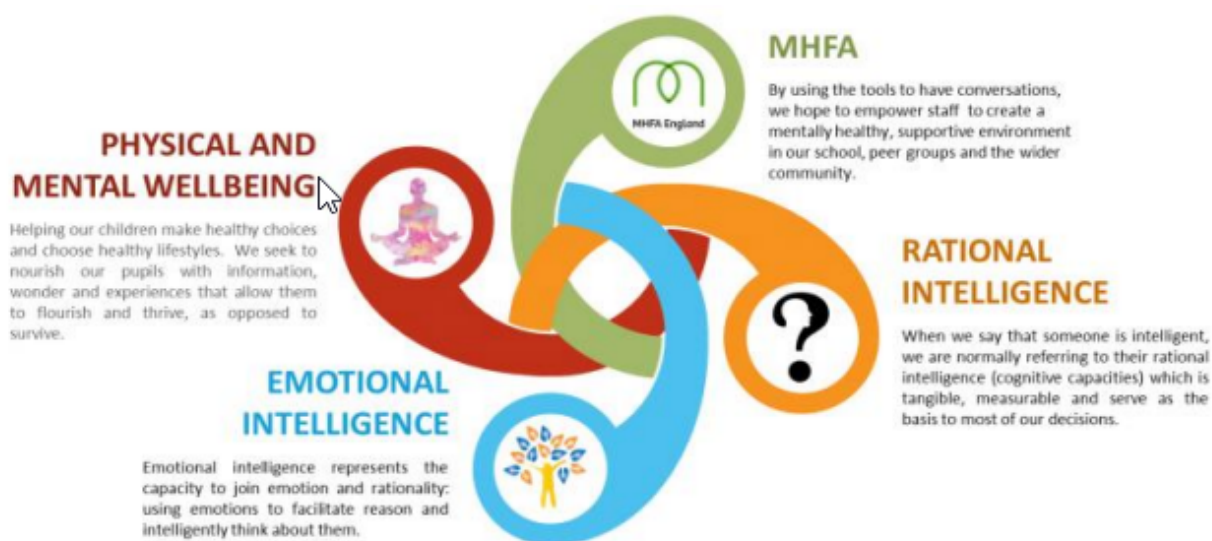 MHFA
By using the tools to have conversations,
we hope to empower staff to create a
mentally healthy, supportive environment
in our school, peer groups and the wider
community.
MHFA England
PHYSICAL AND
MENTAL WELLBEING
Helping our children make healthy choices
and choose healthy lifestyles. We seek to
nourish our pupils with information,
wonder and experiences that allow them
to flourish and thrive, as opposed to
survive.
RATIONAL
INTELLIGENCE
When we say that someone is intelligent,
we are normally referring to their rational
intelligence (cognitive capacities) which is
tangible, measurable and serve as the
basis to most of our decisions.
EMOTIONAL
INTELLIGENCE
Emotional intelligence represents the
capacity to join emotion and rationality:
using emotions to facilitate reason and
intelligently think about them.
?